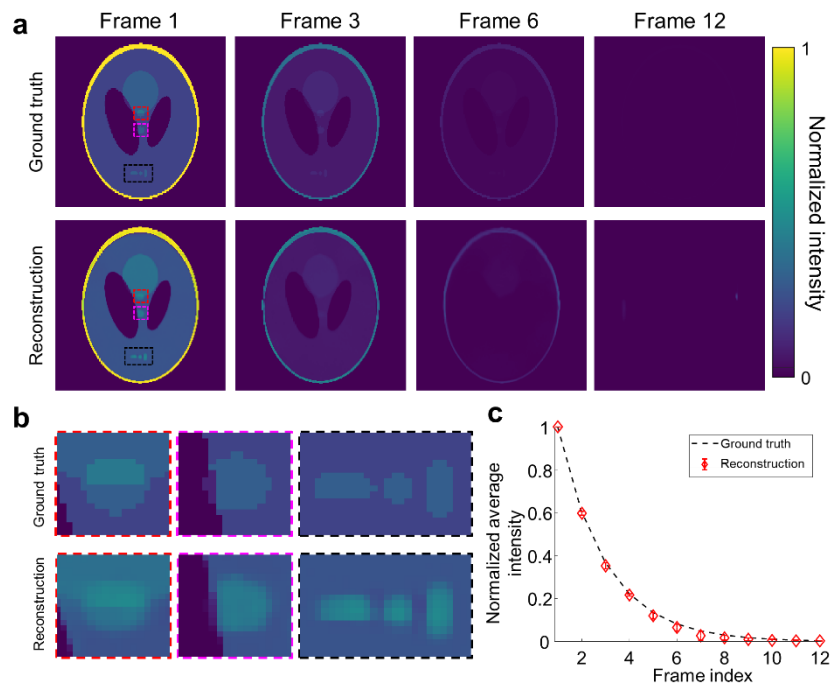 a
Frame 1
Frame 3
Frame 6
Frame 12
Ground truth
Reconstruction
1
0
Normalized intensity
b
Ground truth
Reconstruction
c
1
0.8
0.6
0.4
0.2
0
Normalized average
intensity
Ground truth
Reconstruction
2
4
6
8
10
12
Frame index